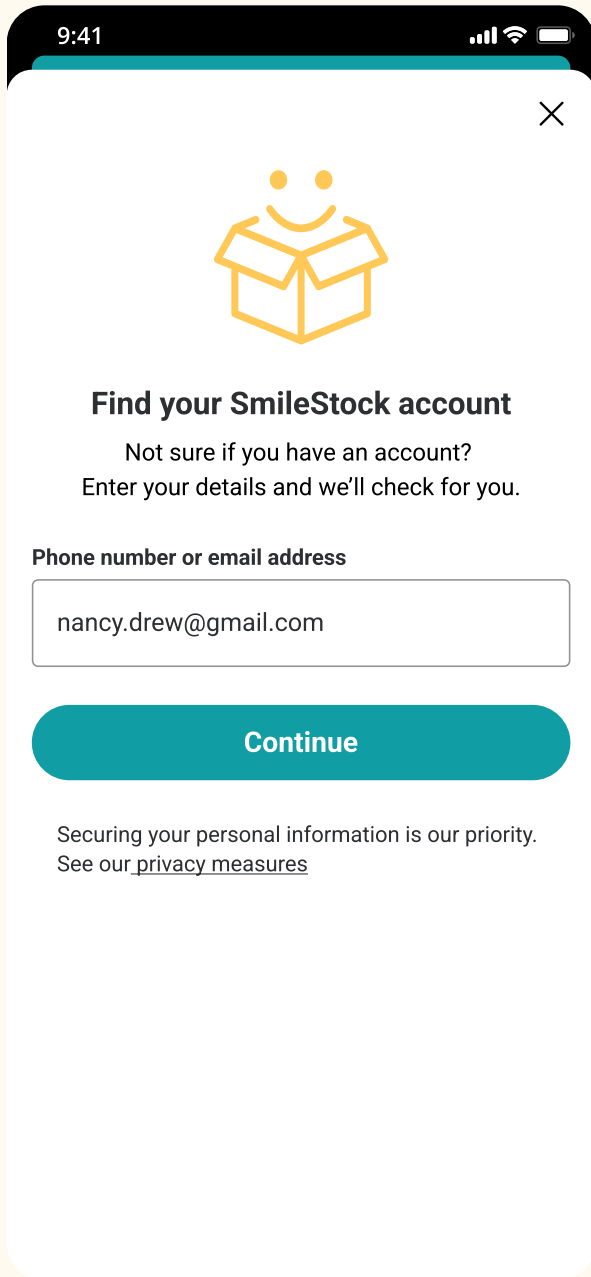 9:41
Find your SmileStock account
Not sure if you have an account?
Enter your details and we’ll check for you.
Phone number or email address
nancy.drew@gmail.com
Continue
Securing your personal information is our priority.
See our privacy measures